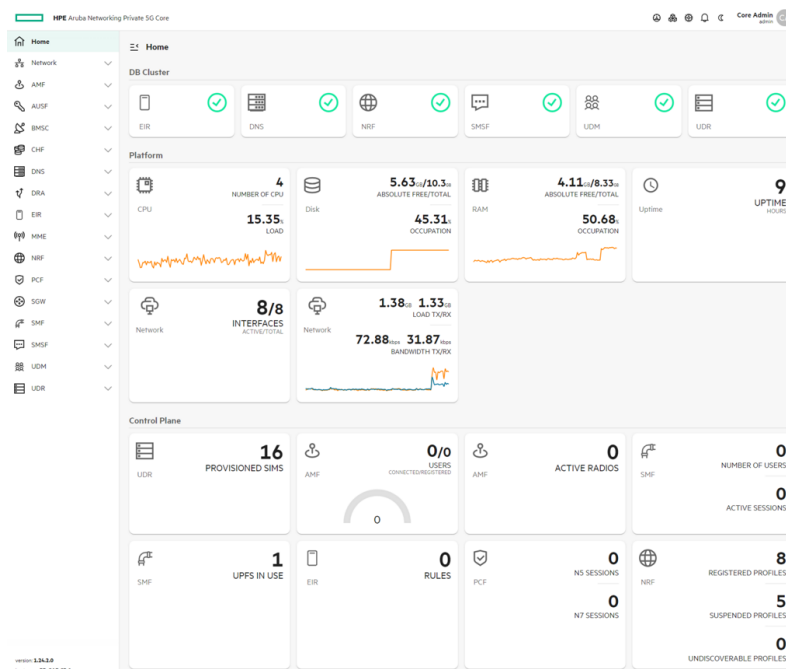 HPE Aruba Networking Private 5G Core
Core Admin
admin
Home
Network
AMF
AUSF
BMSC
CHF
DNS
DRA
EIR
MME
NRF
PCF
SGW
SMF
SMSF
UDM
UDR
version: 1.24.2.0
Home
DB Cluster
EIR
DNS
NRF
SMSF
UDM
UDR
Platform
CPU
4
NUMBER OF CPU
15.35%
LOAD
Disk
5.63GB/10.3GB
ABSOLUTE FREE/TOTAL
45.31%
OCCUPATION
RAM
4.11GB/8.33GB
ABSOLUTE FREE/TOTAL
50.68%
OCCUPATION
Uptime
9
UPTIME
HOURS
Network
8/8
INTERFACES
ACTIVE/TOTAL
Network
1.38GB 1.33GB
LOAD TX/RX
72.88kbps 31.87kbps
BANDWIDTH TX/RX
Control Plane
UDR
16
PROVISIONED SIMS
AMF
0/0
USERS
CONNECTED/REGISTERED
0
AMF
0
ACTIVE RADIOS
SMF
0
NUMBER OF USERS
0
ACTIVE SESSIONS
SMF
1
UPFS IN USE
EIR
0
RULES
PCF
0
N5 SESSIONS
0
N7 SESSIONS
NRF
8
REGISTERED PROFILES
5
SUSPENDED PROFILES
0
UNDISCOVERABLE PROFILES